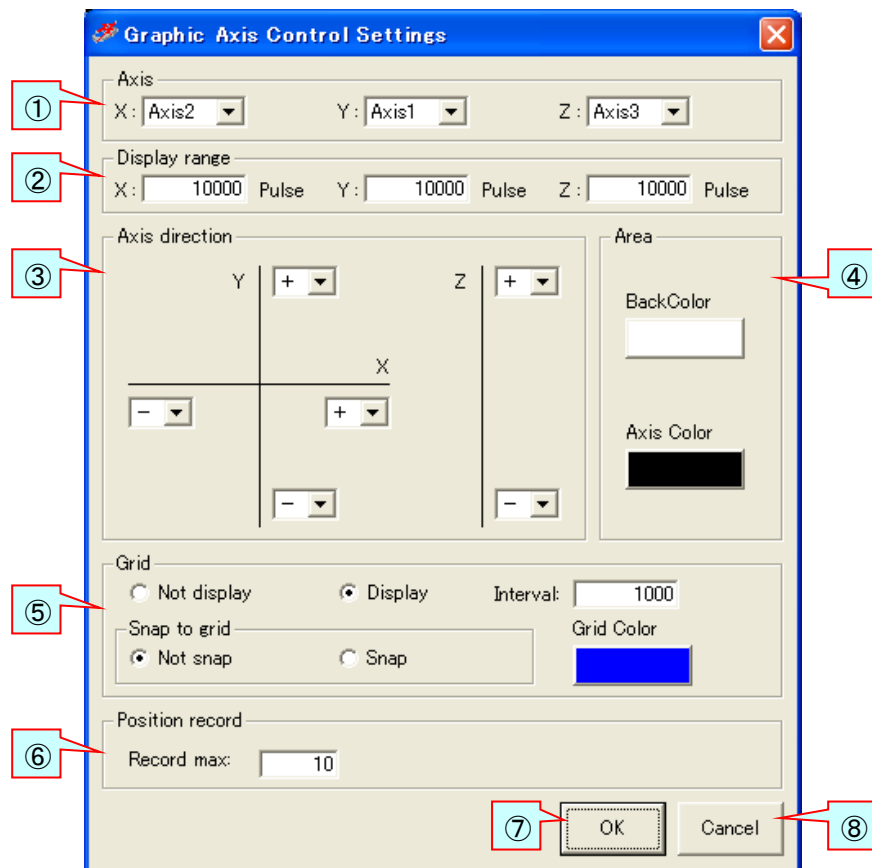 Graphic Axis Control Settings
Axis
① X : Axis2 Y : Axis1 Z : Axis3
Display range
② X : 10000 Pulse Y : 10000 Pulse Z : 10000 Pulse
Axis direction Area
③ Y + Z + ④
BackColor
X
− +
Axis Color
− −
Grid
Not display Display Interval: 1000
⑤
Snap to grid Grid Color
Not snap Snap
Position record
⑥ Record max: 10
⑦ OK Cancel ⑧